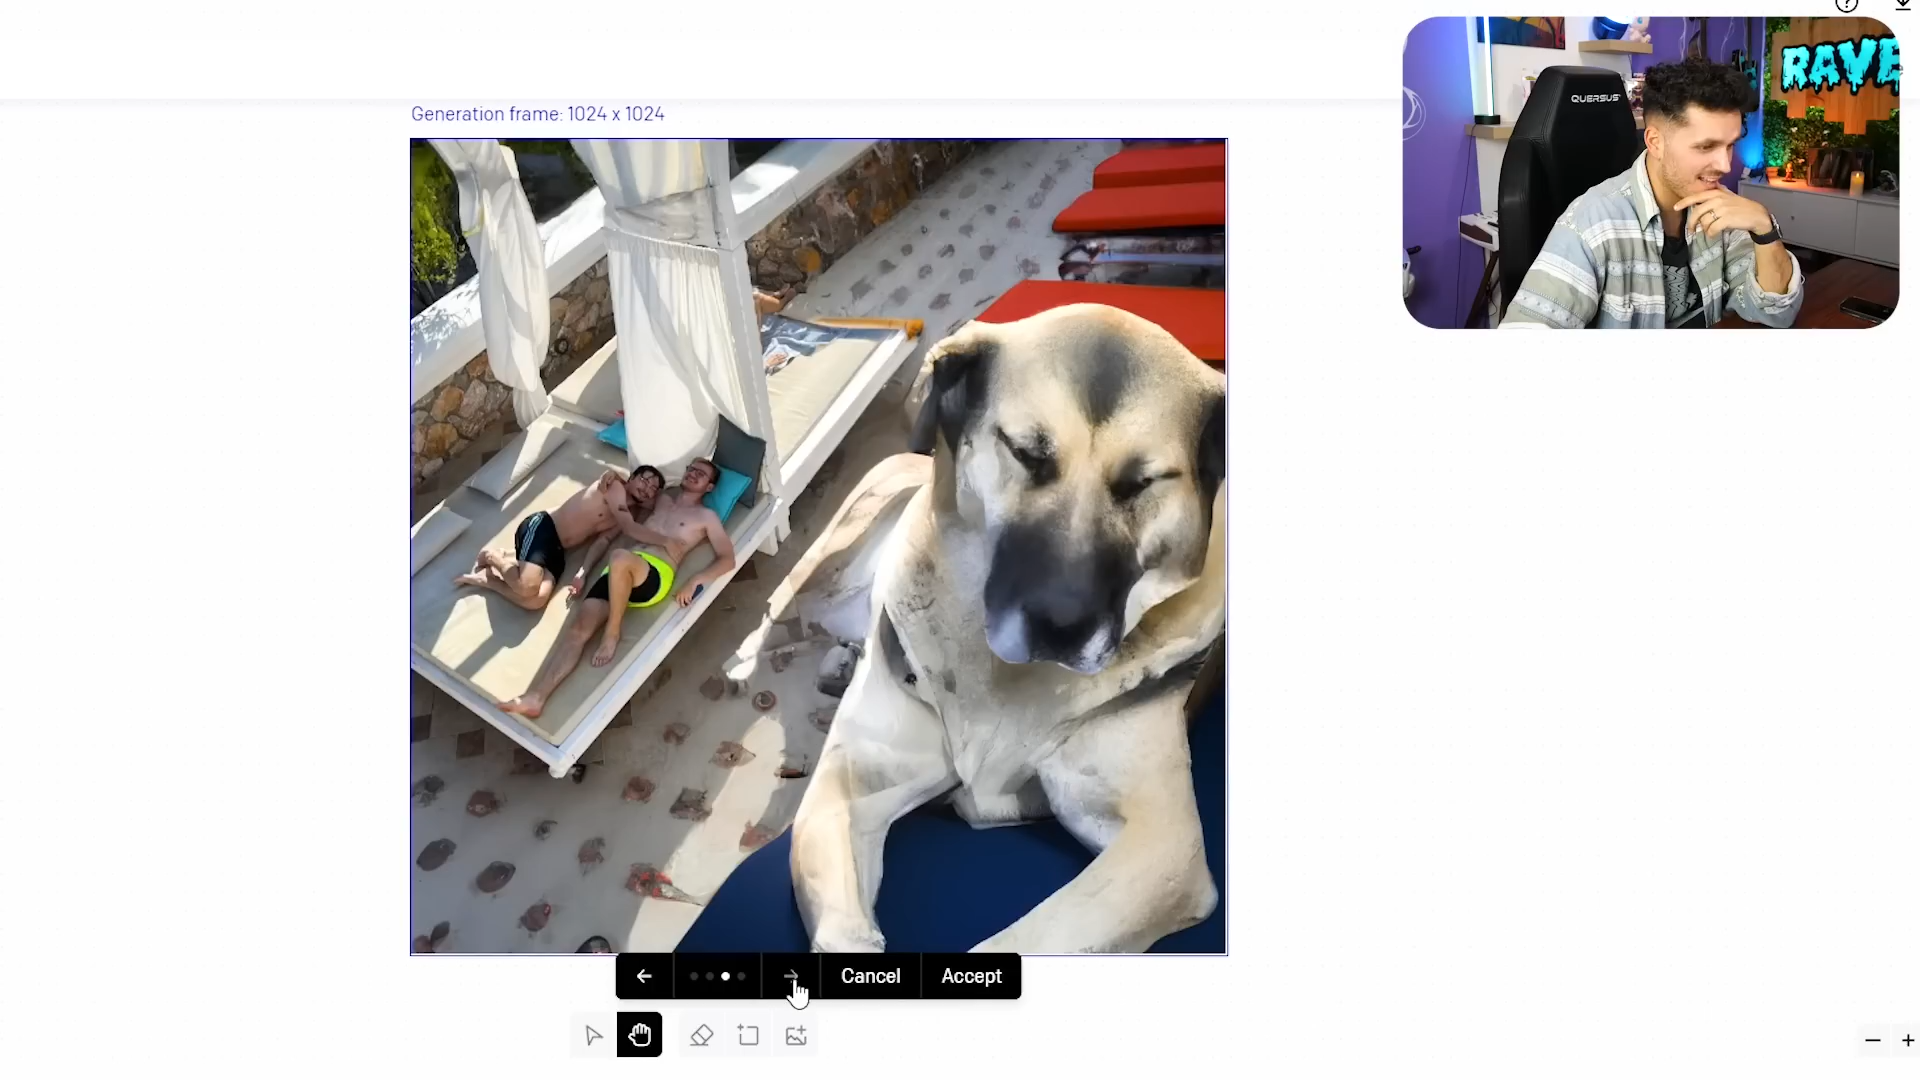 Generation frame: 1024 x 1024
QUERSUS
RAVE
Cancel
Accept